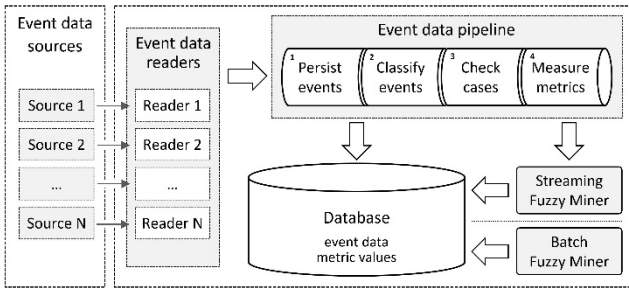 Event data
sources
Source 1
Source 2
...
Source N
Event data
readers
Reader 1
Reader 2
...
Reader N
Event data pipeline
1 Persist
events
2 Classify
events
3 Check
cases
4 Measure
metrics
Database
event data
metric values
Streaming
Fuzzy Miner
Batch
Fuzzy Miner